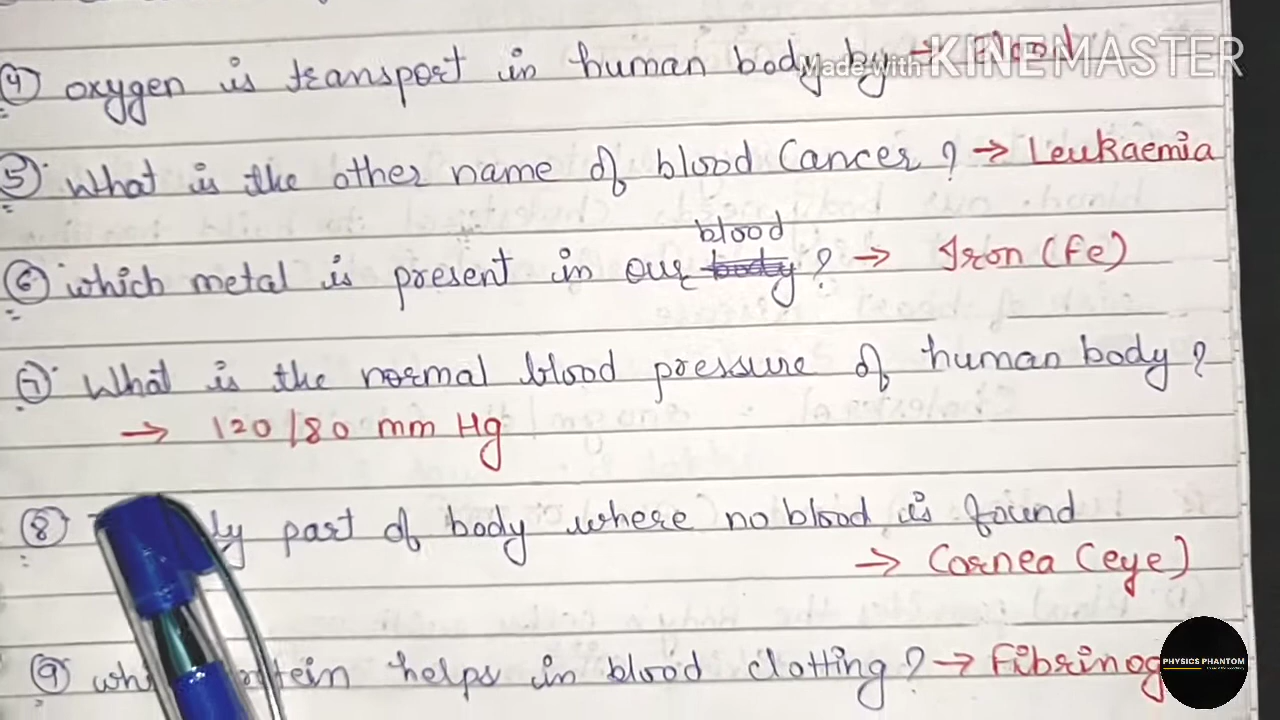 ④ oxygen is transport in human body by → Blood
Made with KINEMASTER
⑤ What is the other name of blood Cancer ? → Leukaemia
blood
⑥ which metal is present in our body ? → Iron (Fe)
⑦ What is the normal blood pressure of human body ?
→ 120/80 mm Hg
⑧ part of body where no blood is found
→ Cornea (eye)
⑨ helps in blood clotting ? → Fibrinog
PHYSICS PHANTOM